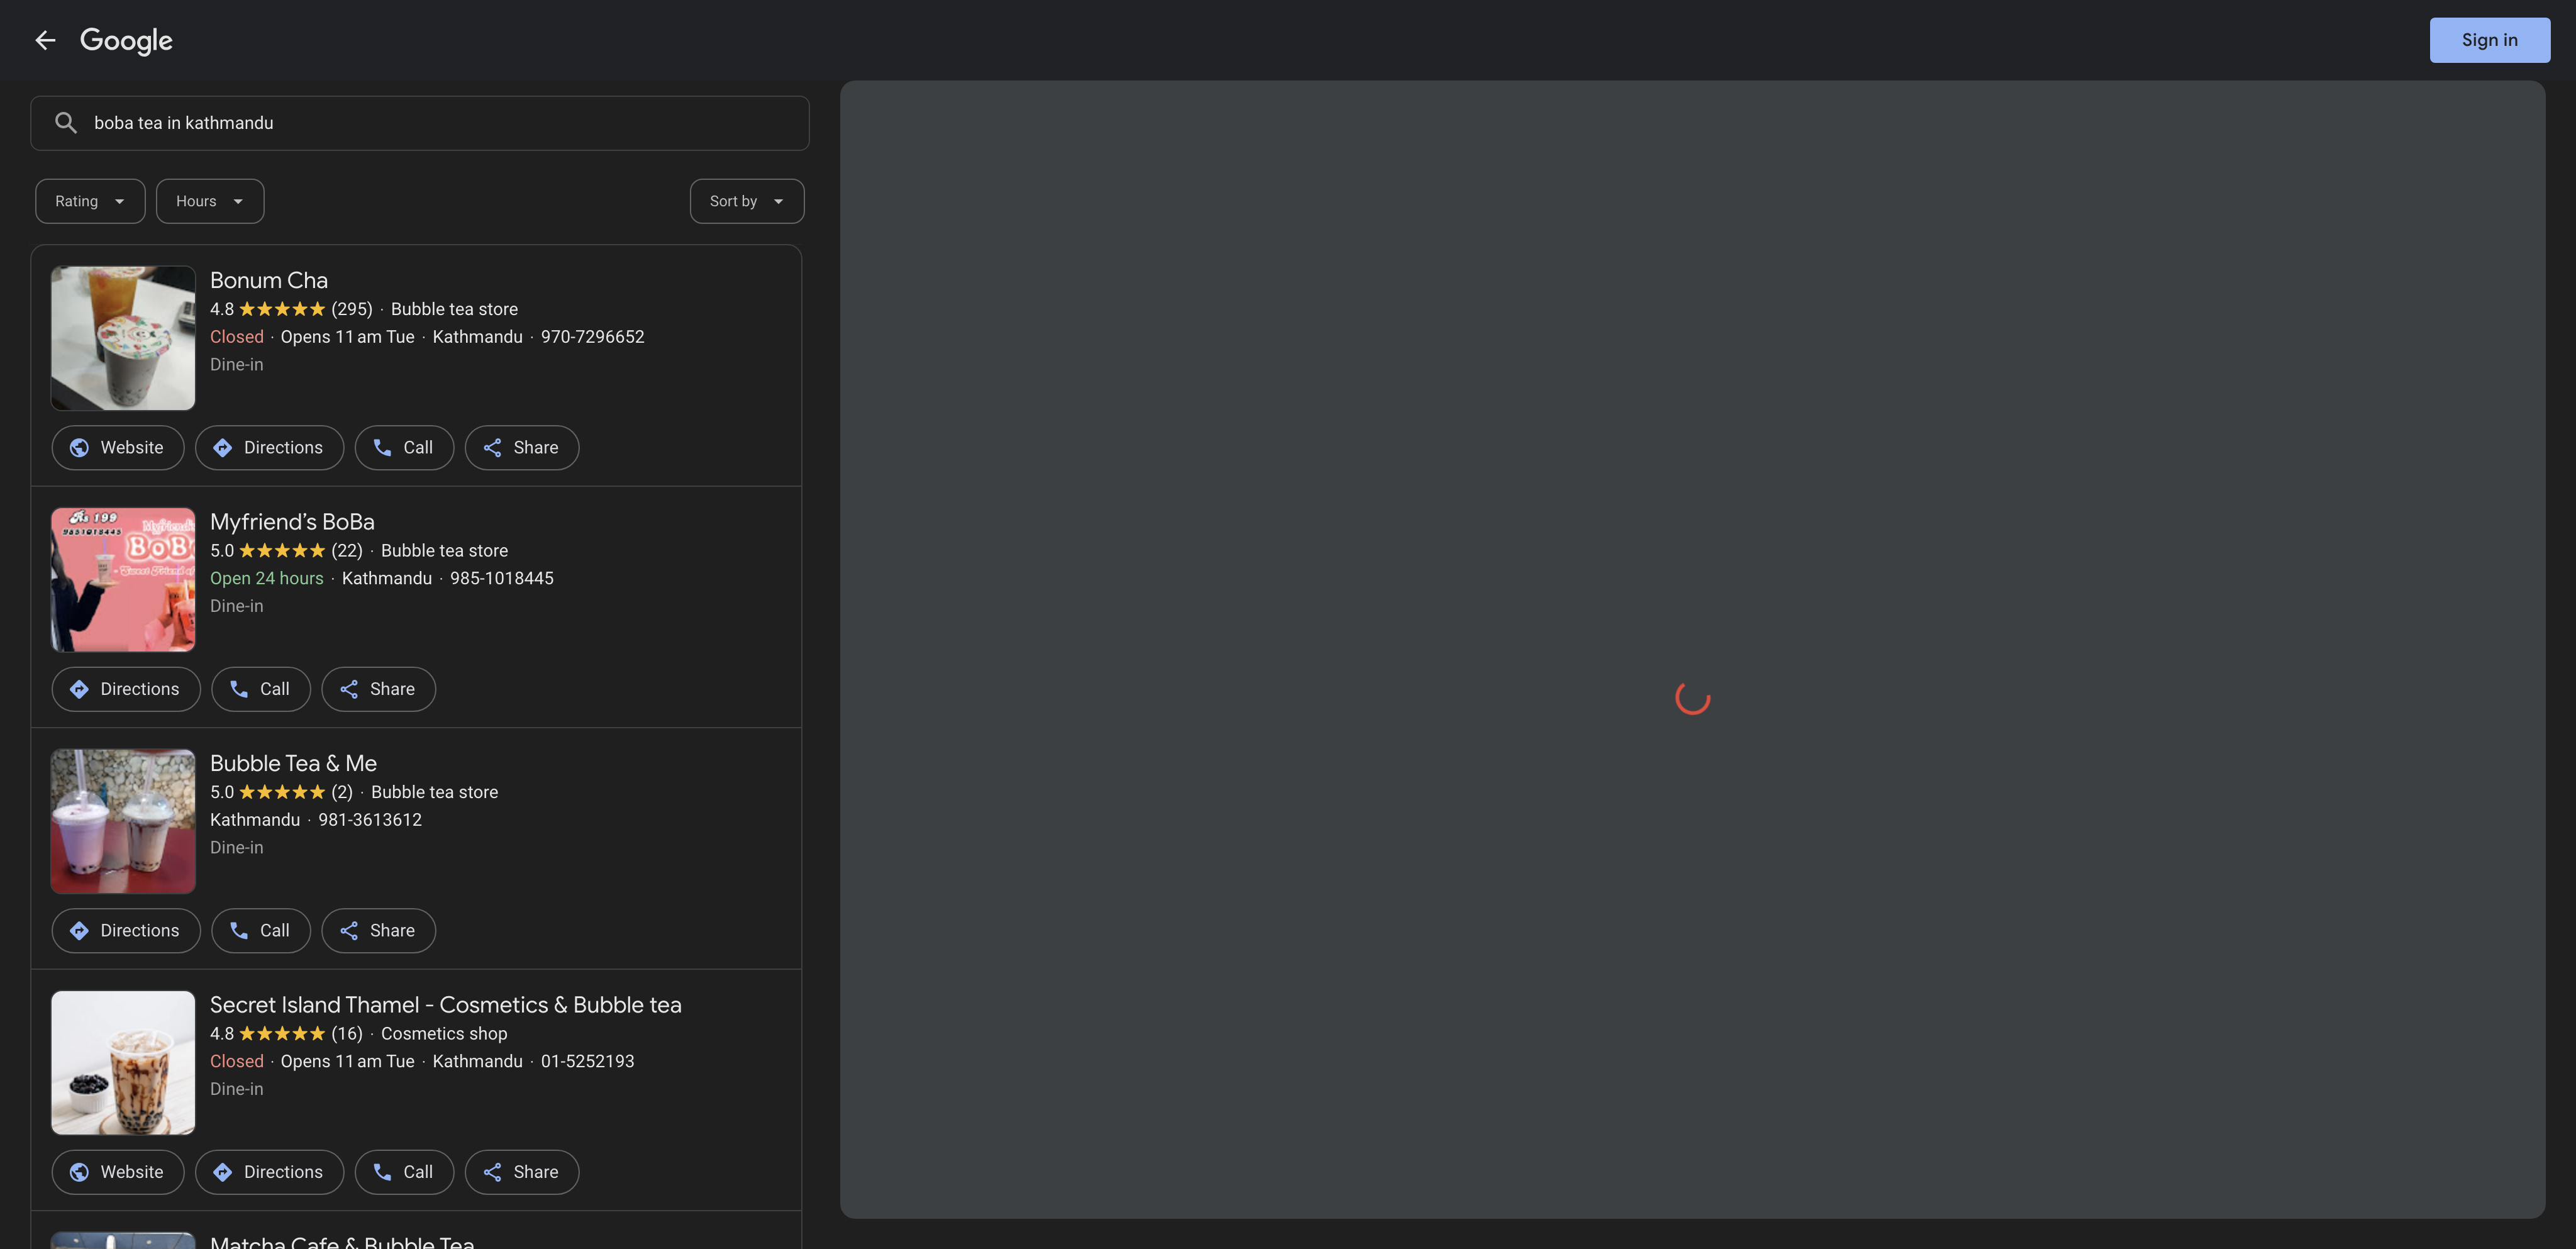 Google
Sign in
boba tea in kathmandu
Rating
Hours
Sort by
Bonum Cha
4.8 (295) · Bubble tea store
Closed · Opens 11 am Tue · Kathmandu · 970-7296652
Dine-in
Website
Directions
Call
Share
Rs 199
9851018445
Myfriend's
BoB
Myfriend’s BoBa
5.0 (22) · Bubble tea store
Open 24 hours · Kathmandu · 985-1018445
Dine-in
Directions
Call
Share
Bubble Tea & Me
5.0 (2) · Bubble tea store
Kathmandu · 981-3613612
Dine-in
Directions
Call
Share
Secret Island Thamel - Cosmetics & Bubble tea
4.8 (16) · Cosmetics shop
Closed · Opens 11 am Tue · Kathmandu · 01-5252193
Dine-in
Website
Directions
Call
Share
Matcha Cafe & Bubble Tea